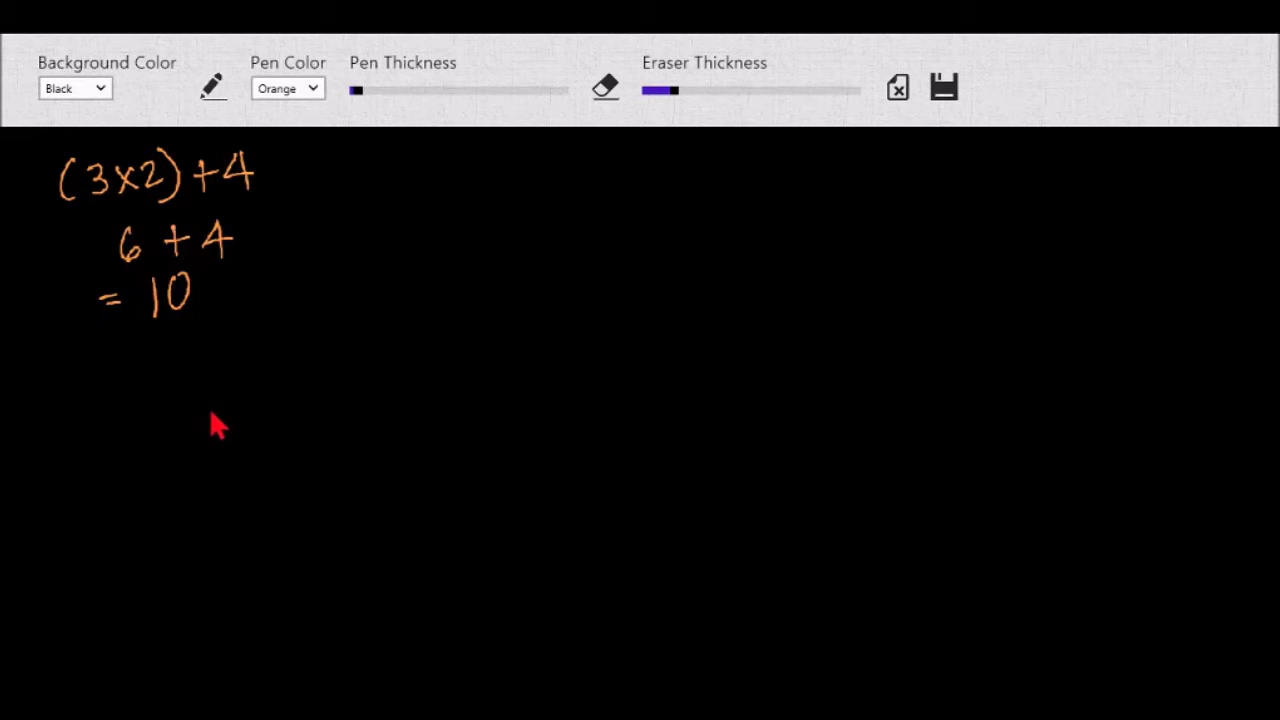 Background Color Pen Color Pen Thickness Eraser Thickness
Black Orange
(3x2)+4
6 +4
= 10